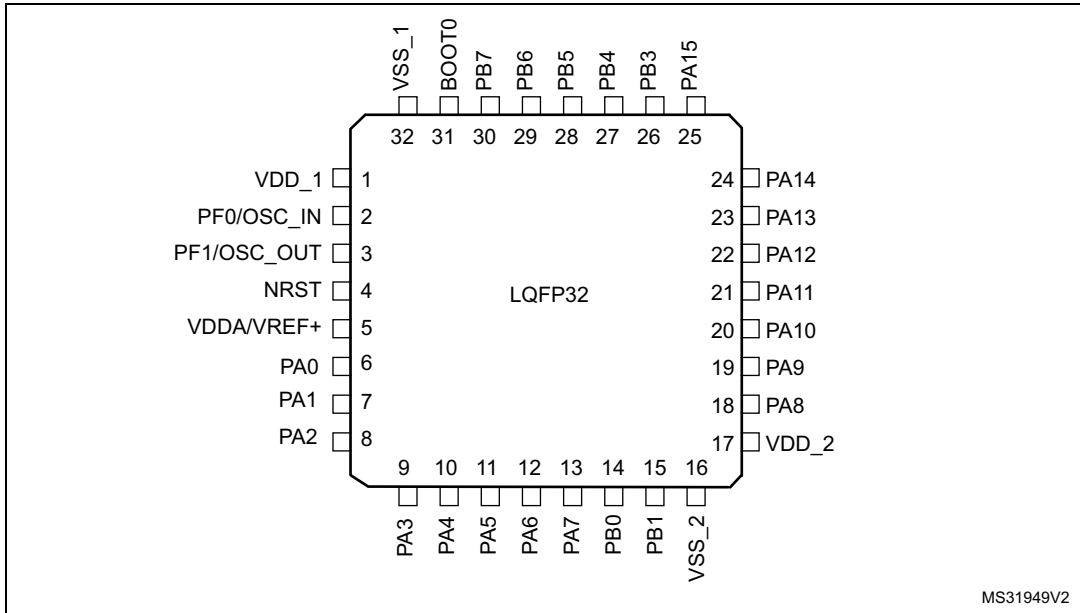 VSS_1 BOOT0 PB7 PB6 PB5 PB4 PB3 PA15
32 31 30 29 28 27 26 25
VDD_1 1
PF0/OSC_IN 2
PF1/OSC_OUT 3
NRST 4
VDDA/VREF+ 5
PA0 6
PA1 7
PA2 8
LQFP32
24 PA14
23 PA13
22 PA12
21 PA11
20 PA10
19 PA9
18 PA8
17 VDD_2
9 10 11 12 13 14 15 16
PA3 PA4 PA5 PA6 PA7 PB0 PB1 VSS_2
MS31949V2